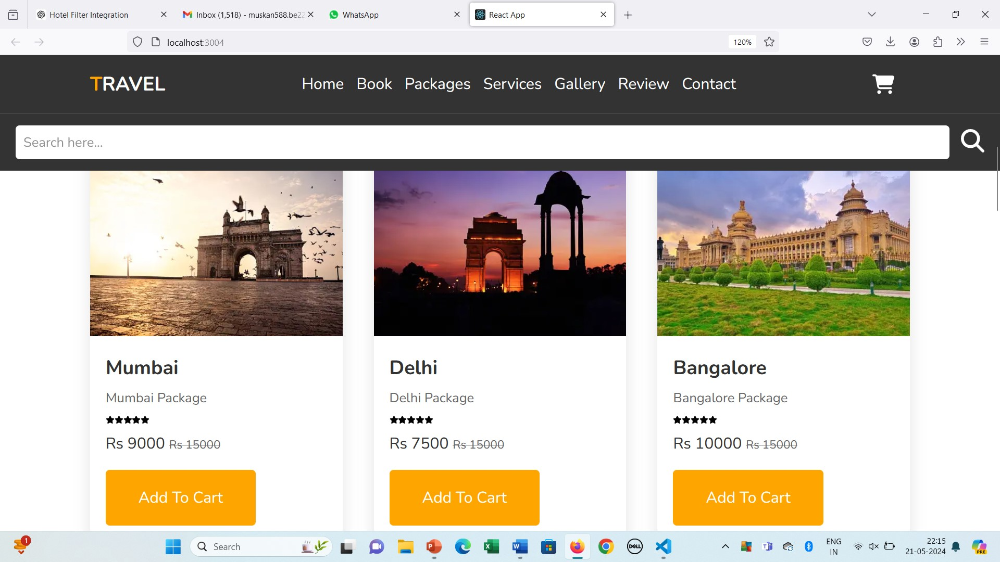 Hotel Filter Integration
Inbox (1,518) - muskan588.be22
WhatsApp
React App
localhost:3004
120%
TRAVEL
Home Book Packages Services Gallery Review Contact
Search here...
Mumbai
Mumbai Package
Rs 9000 Rs 15000
Add To Cart
Delhi
Delhi Package
Rs 7500 Rs 15000
Add To Cart
Bangalore
Bangalore Package
Rs 10000 Rs 15000
Add To Cart
1
Search
P
X
W
DELL
T
ENG
IN
22:15
21-05-2024
PRE